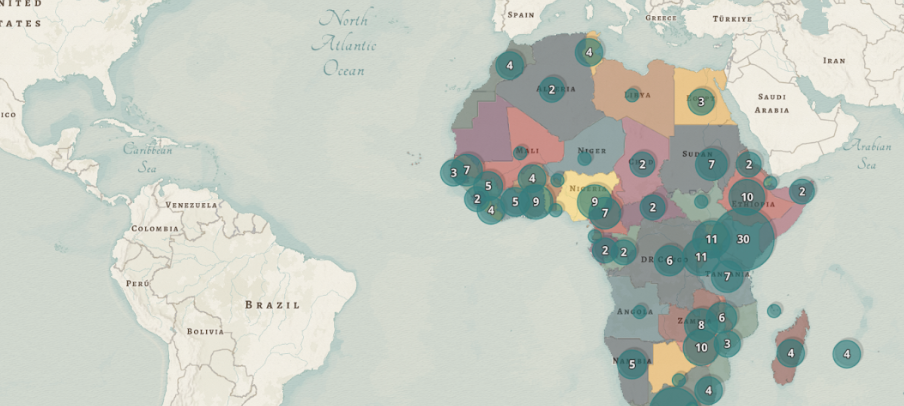 NITED
TATES
North
Atlantic
Ocean
SPAIN
GREECE
TÜRKIYE
IRAN
SAUDI
ARABIA
Arabian
Sea
ICO
Caribbean
Sea
VENEZUELA
COLOMBIA
PERÚ
BRAZIL
BOLIVIA
4
4
ALGERIA
2
LIBYA
3
MALI
NIGER
2
SUDAN
7
2
3
7
5
4
2
4
5
9
NIGERIA
9
7
2
10
ETHIOPIA
2
2
2
DR CONGO
6
11
30
11
TANZANIA
7
ANGOLA
6
8
10
3
5
4
4
4